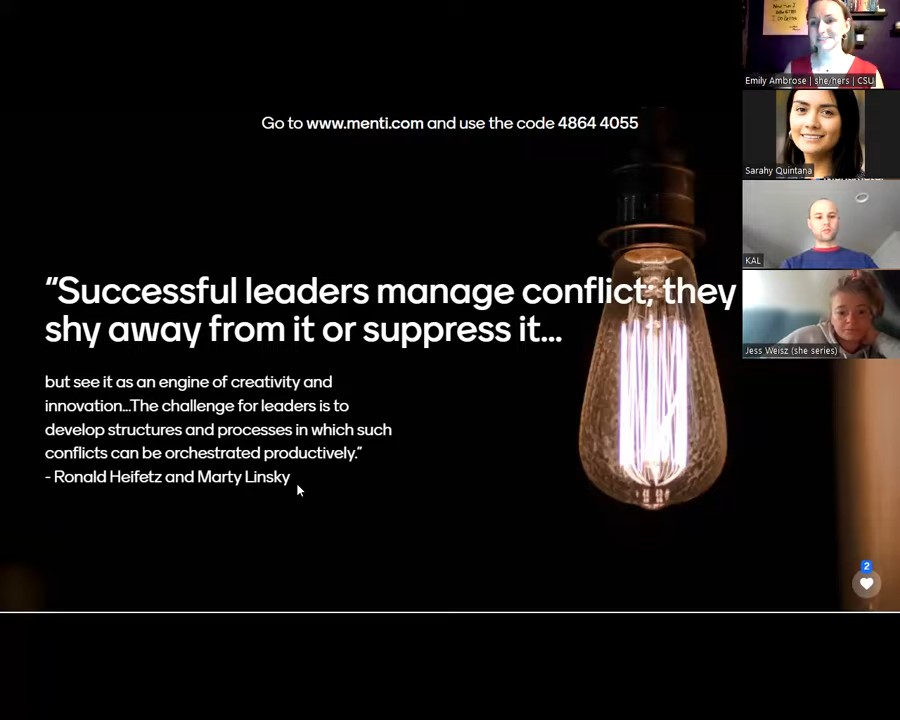 Go to www.menti.com and use the code 4864 4055
"Successful leaders manage conflict; they
shy away from it or suppress it...
but see it as an engine of creativity and
innovation...The challenge for leaders is to
develop structures and processes in which such
conflicts can be orchestrated productively."
- Ronald Heifetz and Marty Linsky
Emily Ambrose | she/hers | CSU
Sarahy Quintana
KAL
Jess Weisz (she series)
2